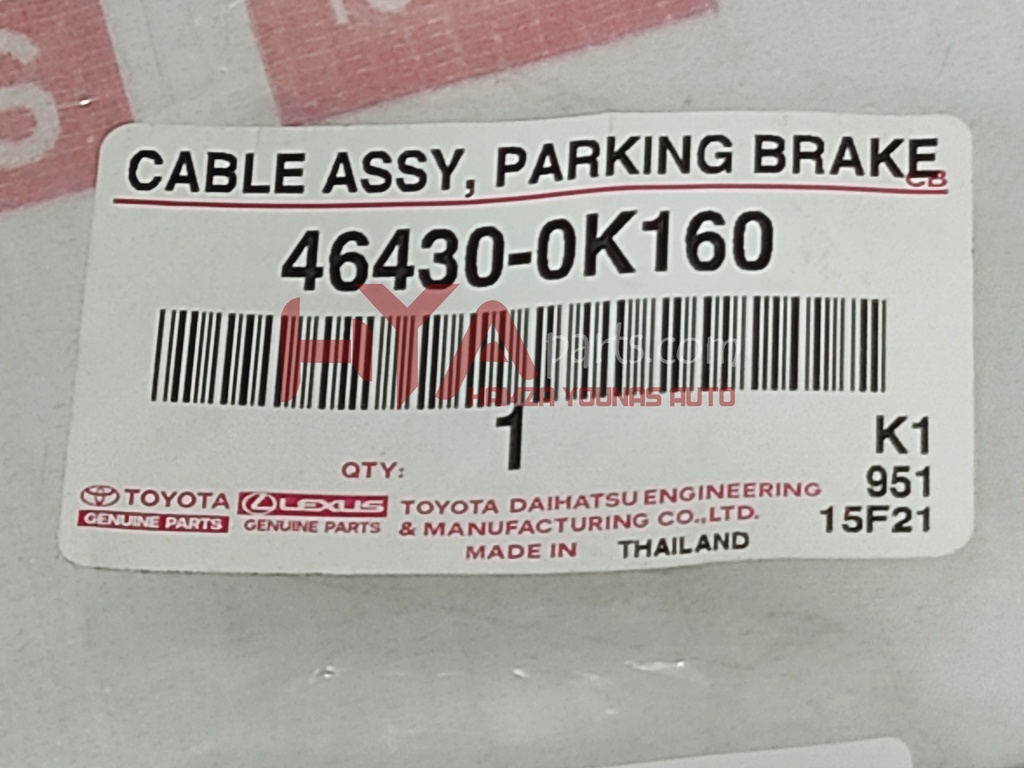 CABLE ASSY, PARKING BRAKE
CB
46430-0K160
HYA parts.com
HAMZA YOUNAS AUTO
QTY: 1
K1
951
15F21
TOYOTA
GENUINE PARTS
LEXUS
GENUINE PARTS
TOYOTA DAIHATSU ENGINEERING
& MANUFACTURING CO.,LTD.
MADE IN THAILAND